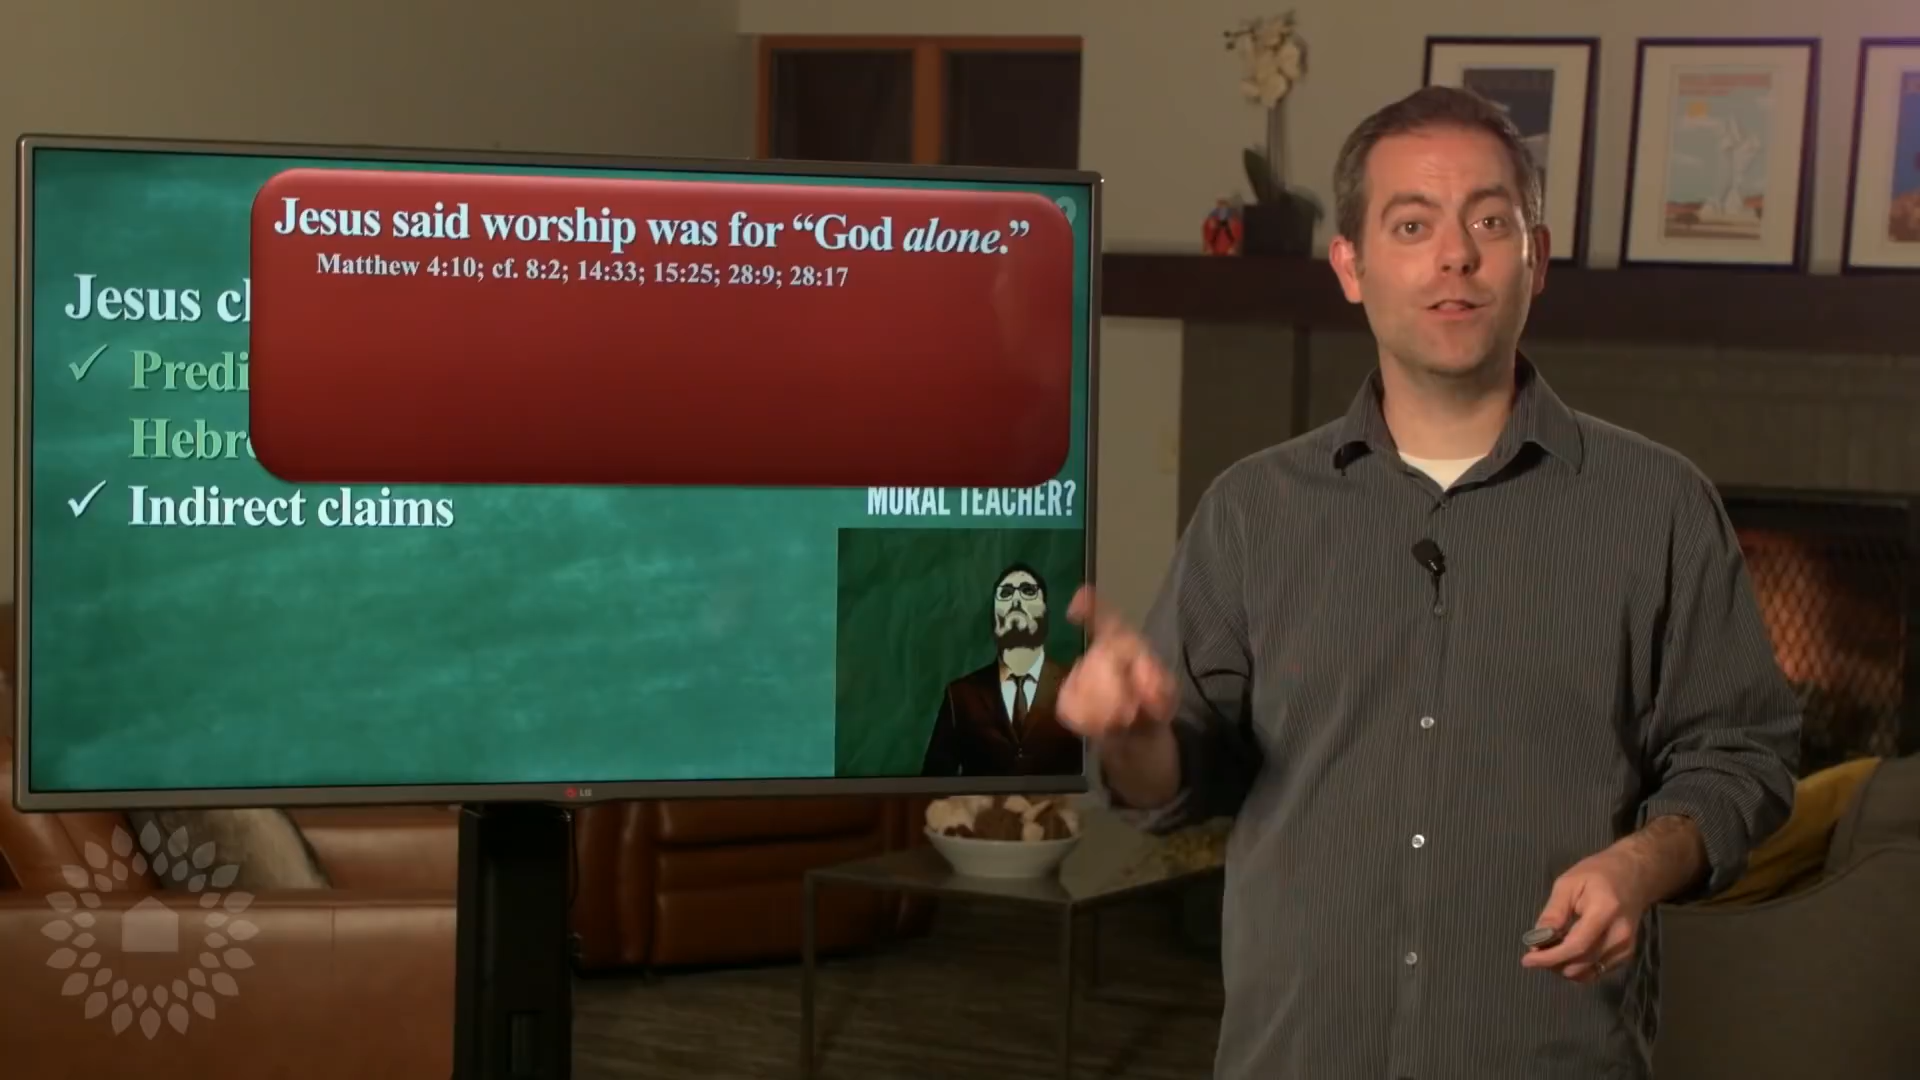 Jesus said worship was for “God alone.”
Matthew 4:10; cf. 8:2; 14:33; 15:25; 28:9; 28:17
Jesus cl
Predi
Hebr
Indirect claims
MORAL TEACHER?
LG